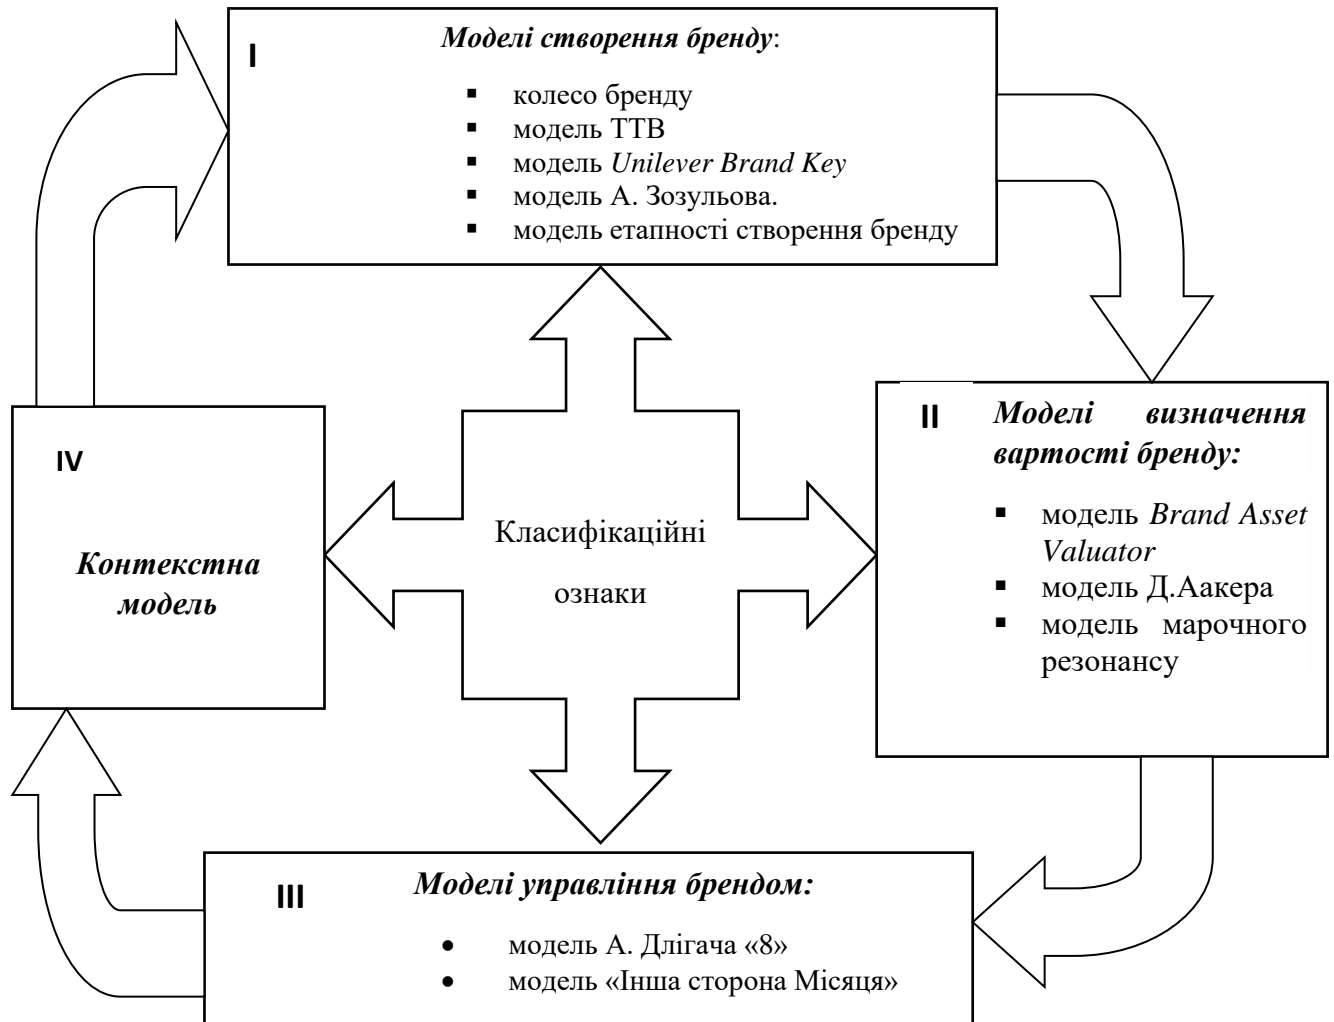 I
Моделі створення бренду:
▪ колесо бренду
▪ модель ТТВ
▪ модель Unilever Brand Key
▪ модель А. Зозульова.
▪ модель етапності створення бренду
II
Моделі визначення
вартості бренду:
▪ модель Brand Asset
Valuator
▪ модель Д.Аакера
▪ модель марочного
резонансу
IV
Контекстна
модель
Класифікаційні
ознаки
III
Моделі управління брендом:
• модель А. Длігача «8»
• модель «Інша сторона Місяця»